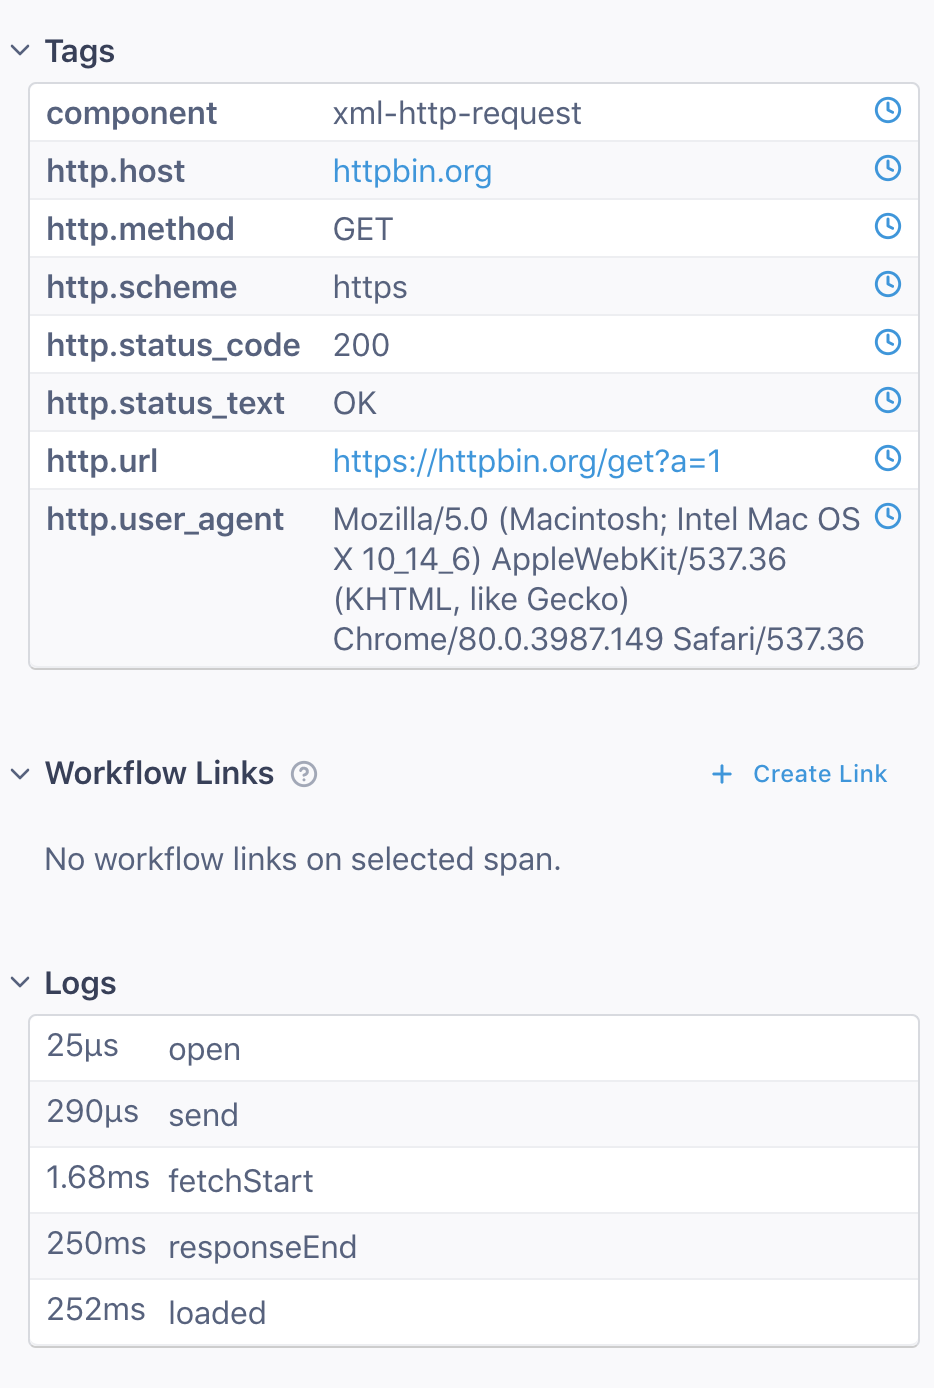 Tags
component xml-http-request
http.host httpbin.org
http.method GET
http.scheme https
http.status_code 200
http.status_text OK
http.url https://httpbin.org/get?a=1
http.user_agent Mozilla/5.0 (Macintosh; Intel Mac OS
X 10_14_6) AppleWebKit/537.36
(KHTML, like Gecko)
Chrome/80.0.3987.149 Safari/537.36
Workflow Links ? + Create Link
No workflow links on selected span.
Logs
25μs open
290μs send
1.68ms fetchStart
250ms responseEnd
252ms loaded